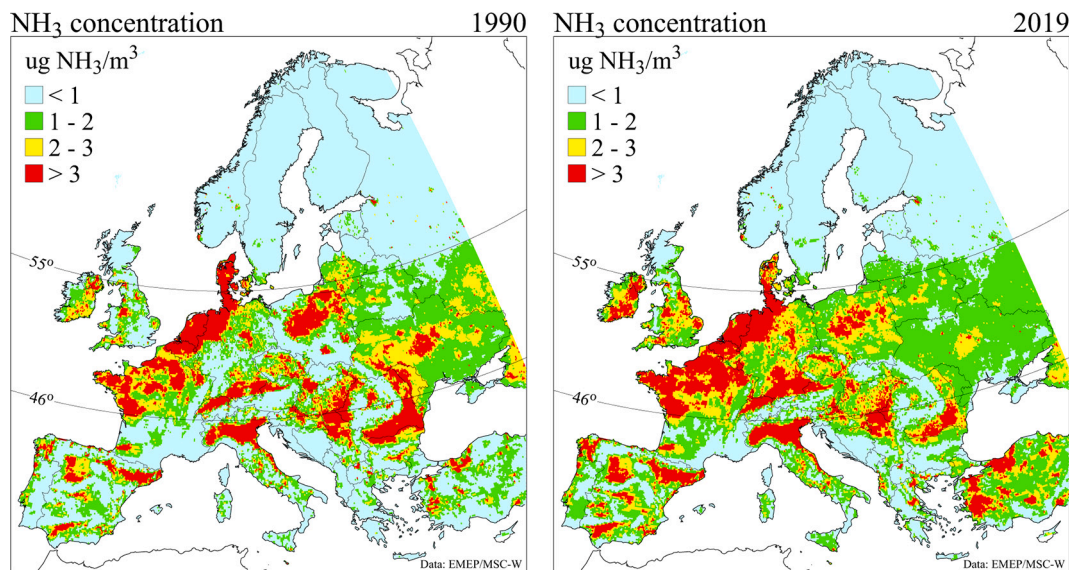 NH₃ concentration 1990
ug NH₃/m³
< 1
1 - 2
2 - 3
> 3
55º
46º
Data: EMEP/MSC-W
NH₃ concentration 2019
ug NH₃/m³
< 1
1 - 2
2 - 3
> 3
55º
46º
Data: EMEP/MSC-W